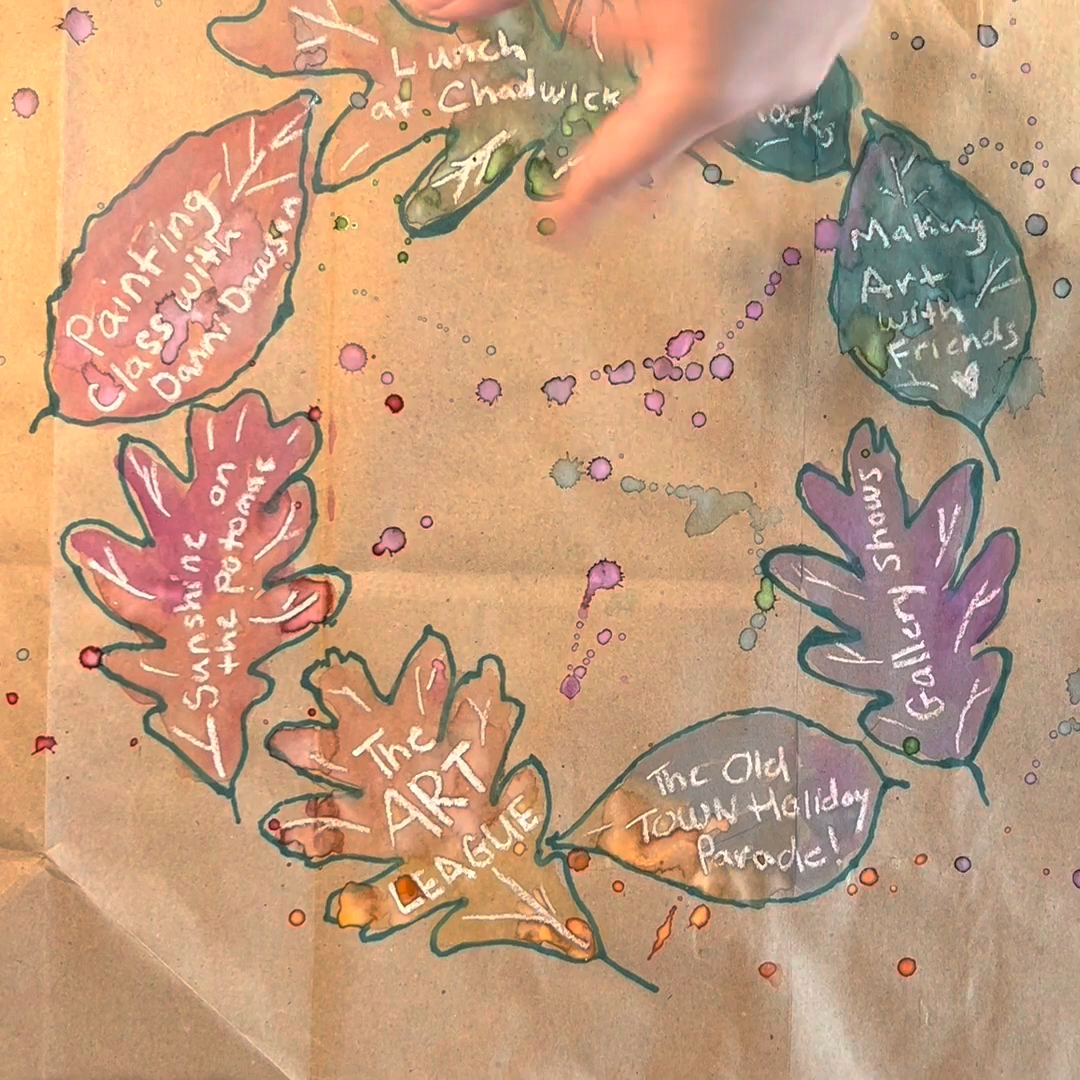 Lunch
at Chadwick
Painting
Class with
Danni Dawson
Making
Art
with
Friends
Sunshine on
the Potomac
Gallery Shows
The
ART
LEAGUE
The Old
TOWN Holiday
Parade!